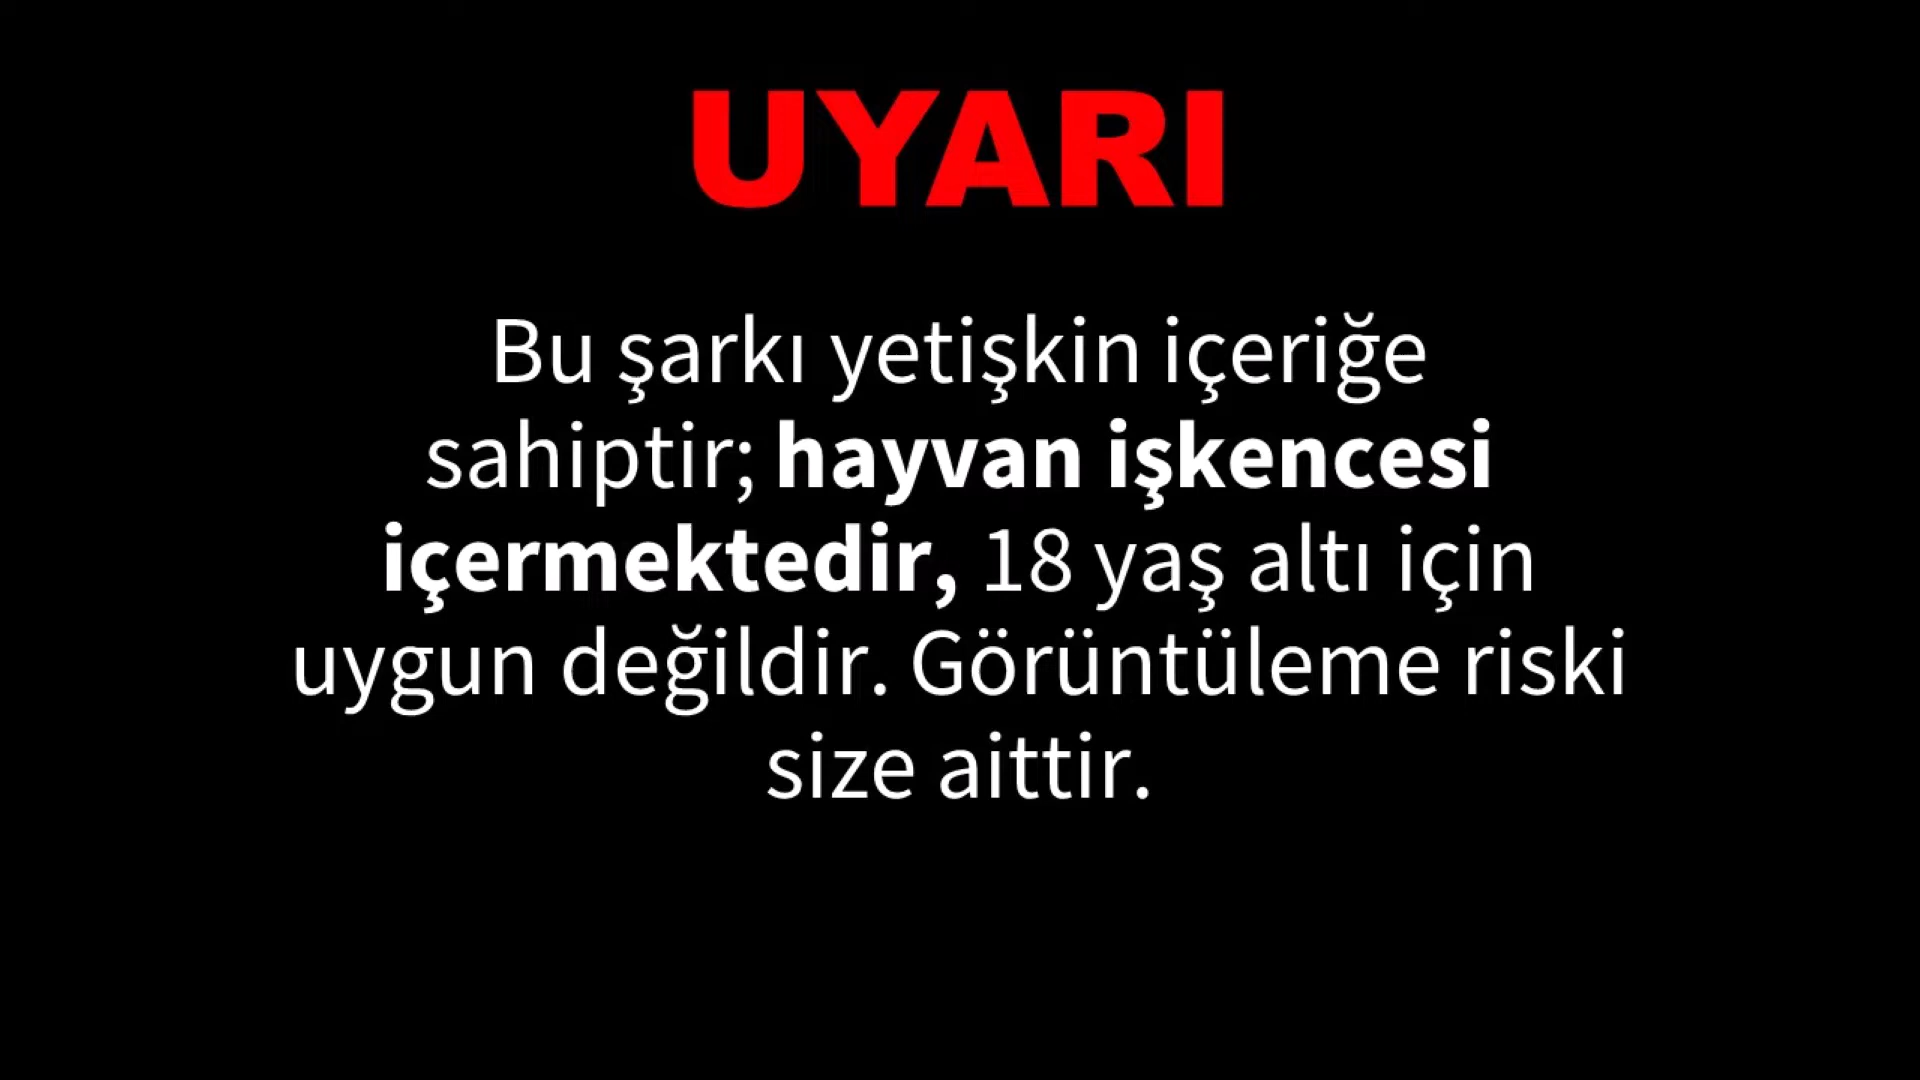 UYARI
Bu şarkı yetişkin içeriğe
sahiptir; hayvan işkencesi
içermektedir, 18 yaş altı için
uygun değildir. Görüntüleme riski
size aittir.